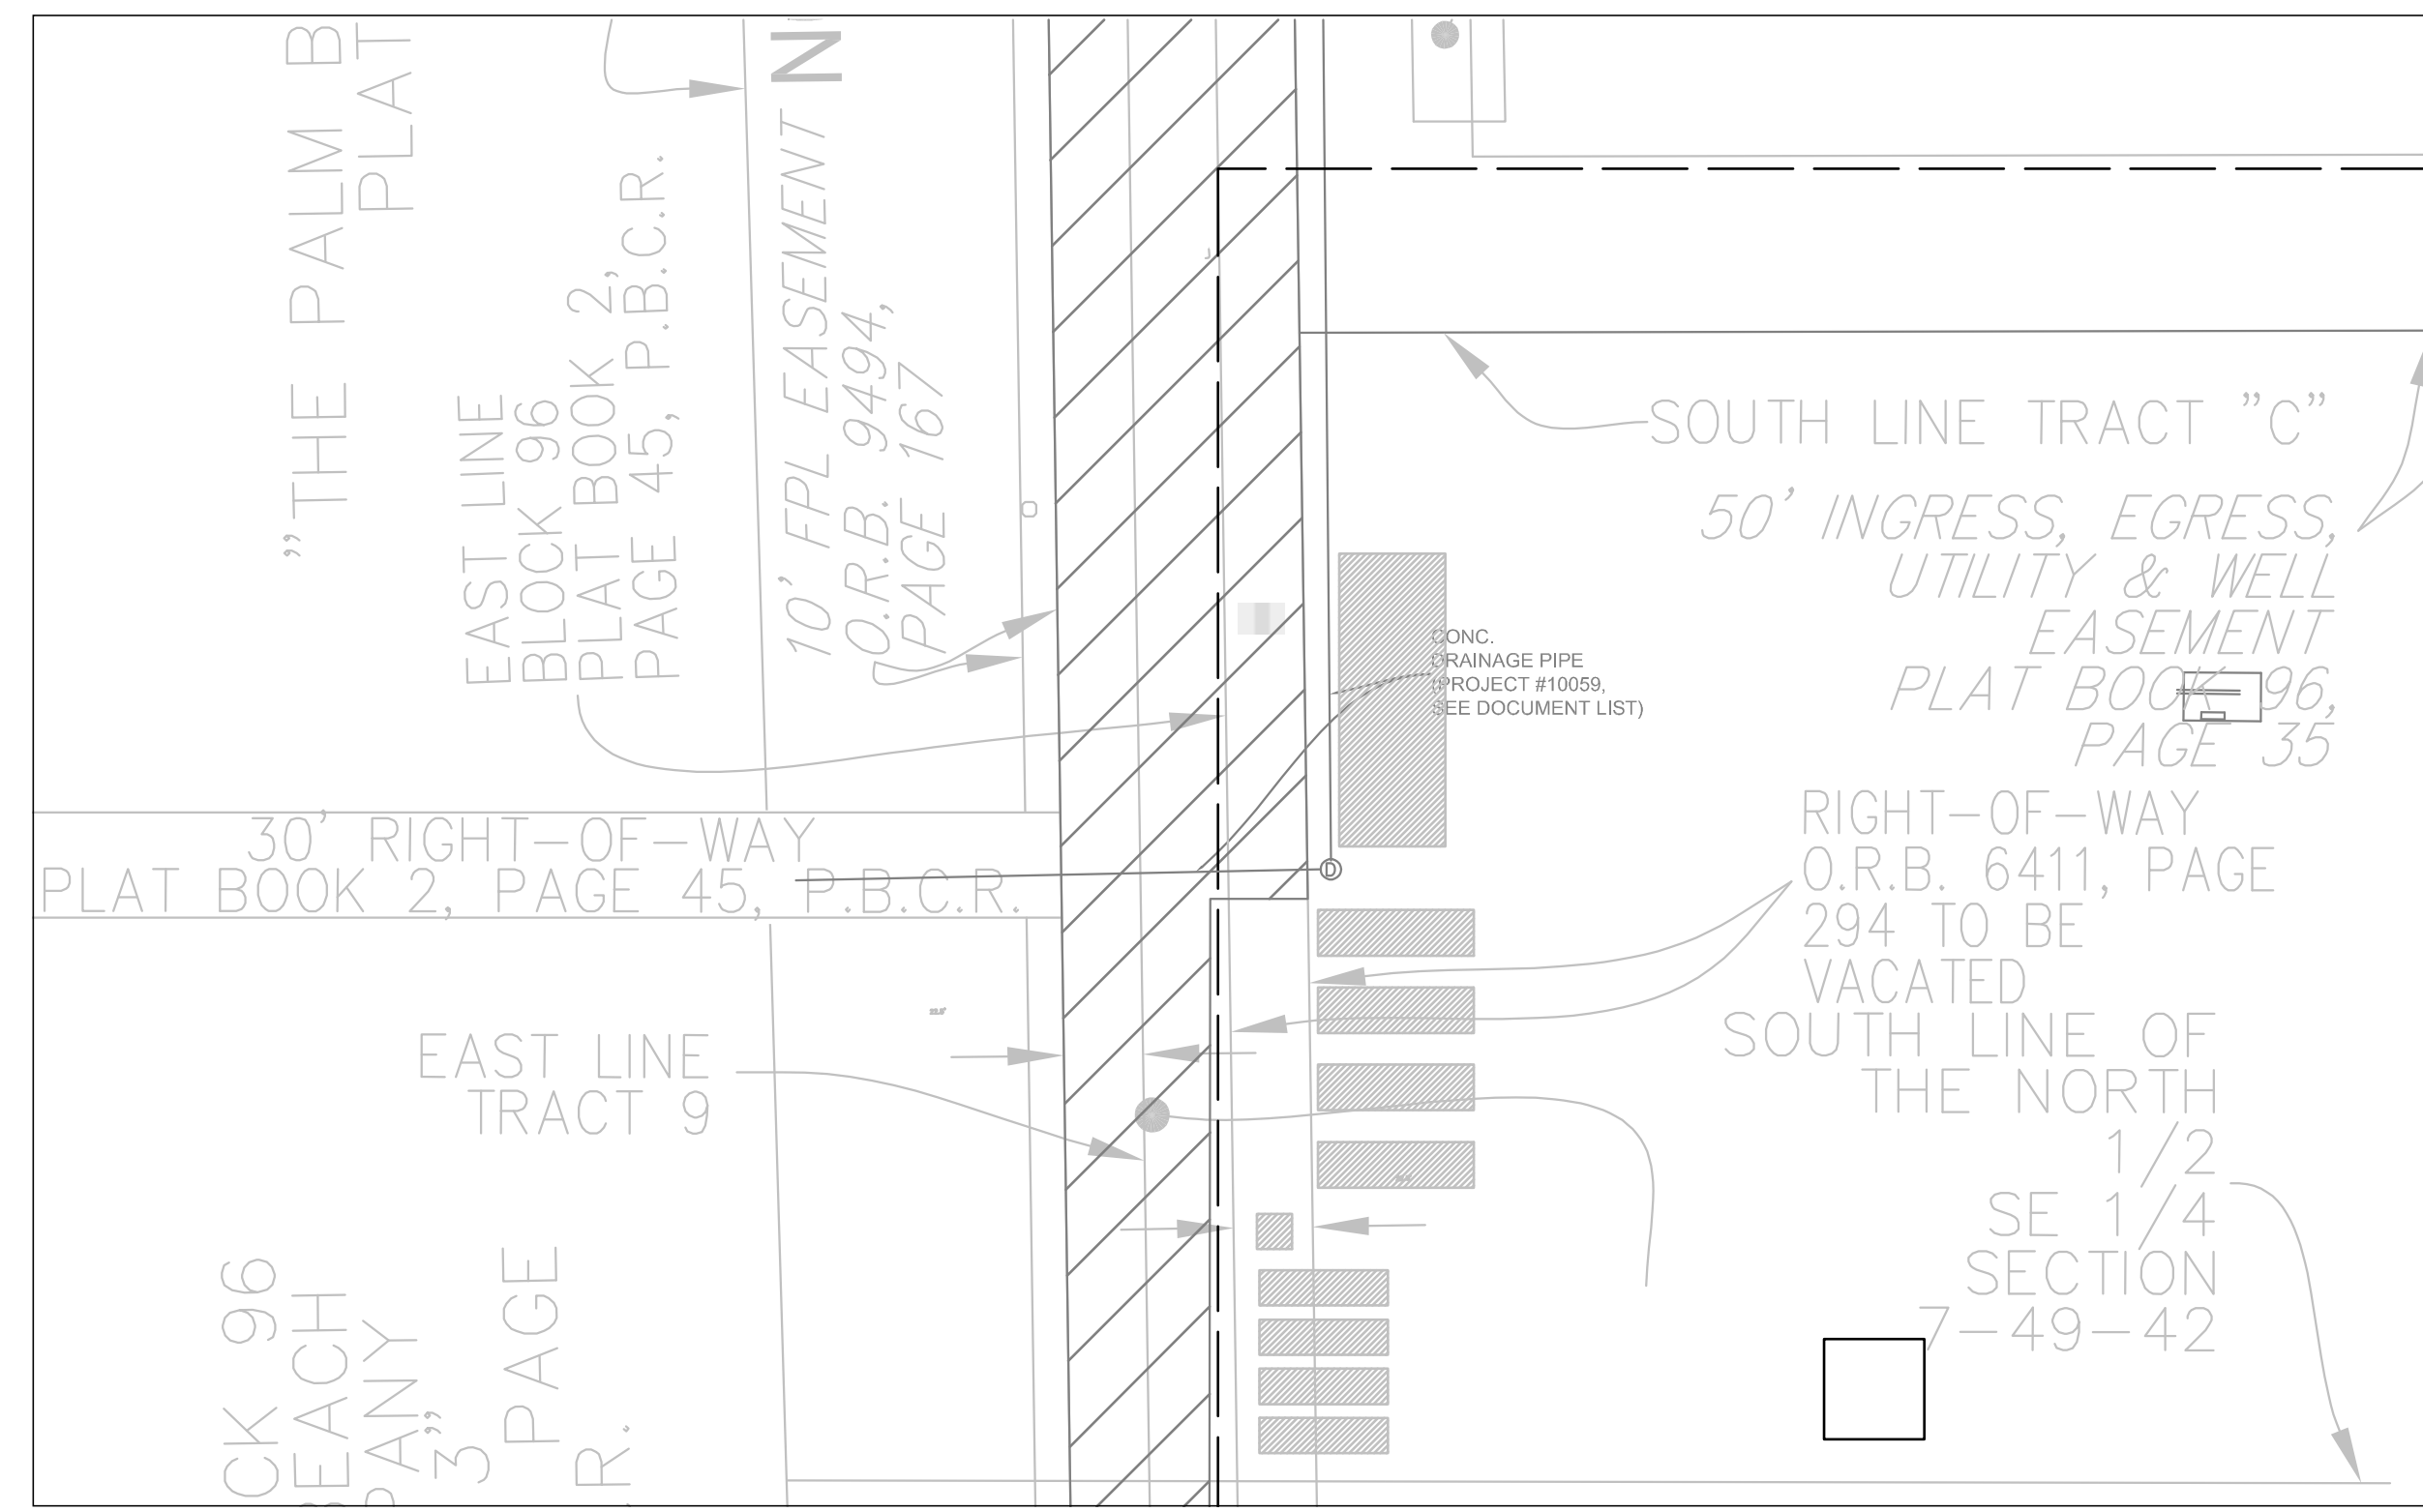 "THE PALM B
PLAT
EAST LINE
BLOCK 96
PLAT BOOK 2,
PAGE 45, P.B.C.R.
10' FPL EASEMENT N
O.R.B. 9494,
PAGE 167
SOUTH LINE TRACT "C"
50' INGRESS, EGRESS,
UTILITY & WELL
EASEMENT
PLAT BOOK 96,
PAGE 35
CONC.
DRAINAGE PIPE
(PROJECT #10059,
SEE DOCUMENT LIST)
30' RIGHT-OF-WAY
PLAT BOOK 2, PAGE 45, P.B.C.R.
D
RIGHT-OF-WAY
O.R.B. 6411, PAGE
294 TO BE
VACATED
EAST LINE
TRACT 9
SOUTH LINE OF
THE NORTH
1/2
SE 1/4
SECTION
7-49-42
CK 96
BEACH
PANY
3"
PAGE
R.